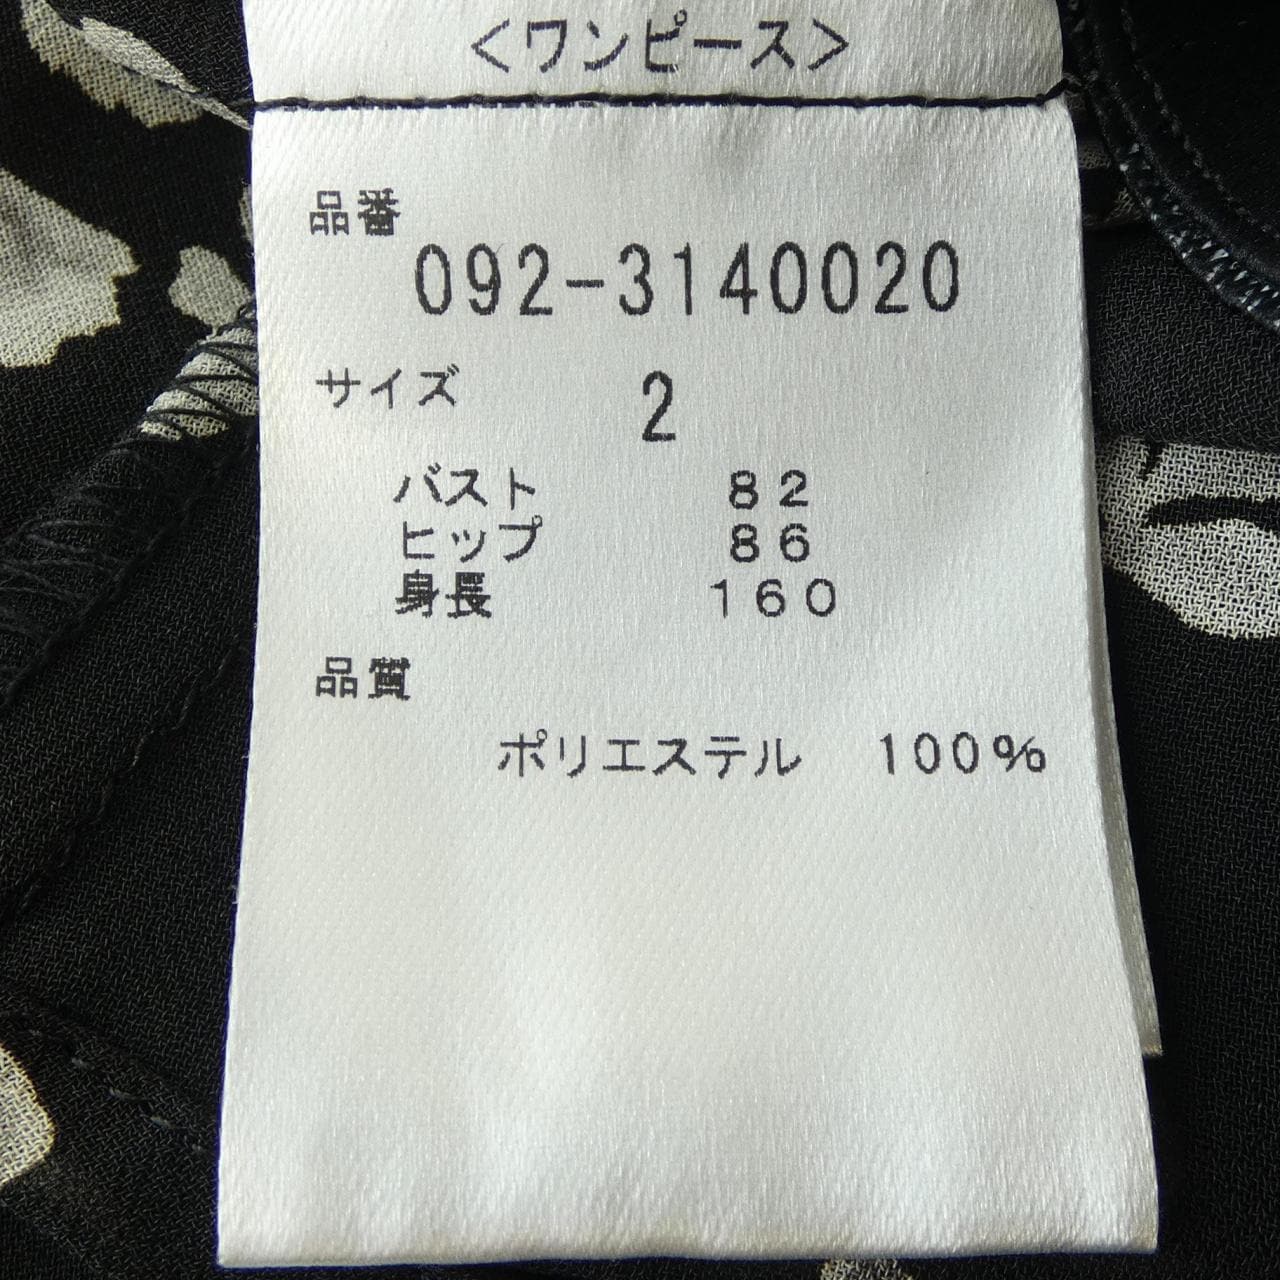 <ワンピース>
品番
092-3140020
サイズ 2
バスト 82
ヒップ 86
身長 160
品質
ポリエステル 100%